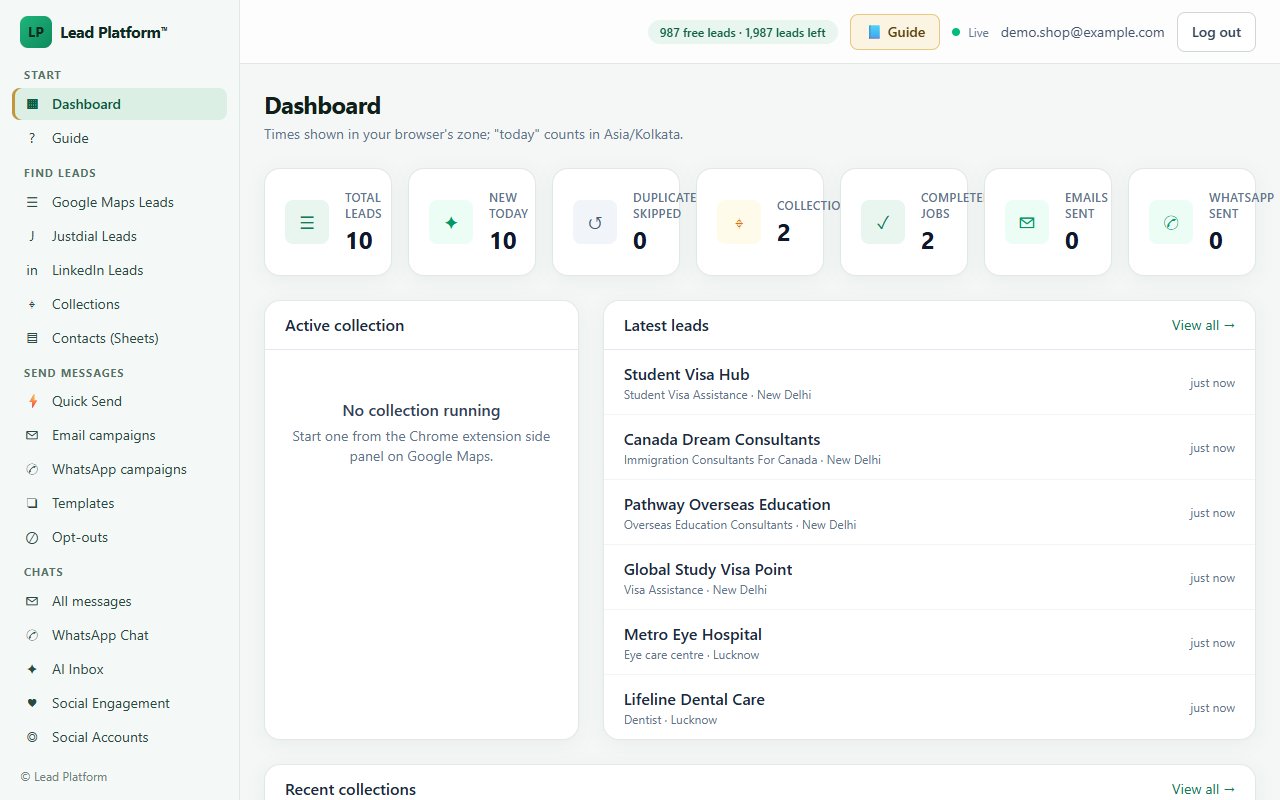 LP Lead Platform™
START
Dashboard
? Guide
FIND LEADS
Google Maps Leads
J Justdial Leads
in LinkedIn Leads
Collections
Contacts (Sheets)
SEND MESSAGES
Quick Send
Email campaigns
WhatsApp campaigns
Templates
Opt-outs
CHATS
All messages
WhatsApp Chat
AI Inbox
Social Engagement
Social Accounts
© Lead Platform
987 free leads · 1,987 leads left
Guide
Live
demo.shop@example.com
Log out
Dashboard
Times shown in your browser's zone; "today" counts in Asia/Kolkata.
TOTAL
LEADS
10
NEW
TODAY
10
DUPLICATE
SKIPPED
0
COLLECTIO
2
COMPLETE
JOBS
2
EMAILS
SENT
0
WHATSAPP
SENT
0
Active collection
No collection running
Start one from the Chrome extension side
panel on Google Maps.
Latest leads
View all →
Student Visa Hub
Student Visa Assistance · New Delhi
just now
Canada Dream Consultants
Immigration Consultants For Canada · New Delhi
just now
Pathway Overseas Education
Overseas Education Consultants · New Delhi
just now
Global Study Visa Point
Visa Assistance · New Delhi
just now
Metro Eye Hospital
Eye care centre · Lucknow
just now
Lifeline Dental Care
Dentist · Lucknow
just now
Recent collections
View all →